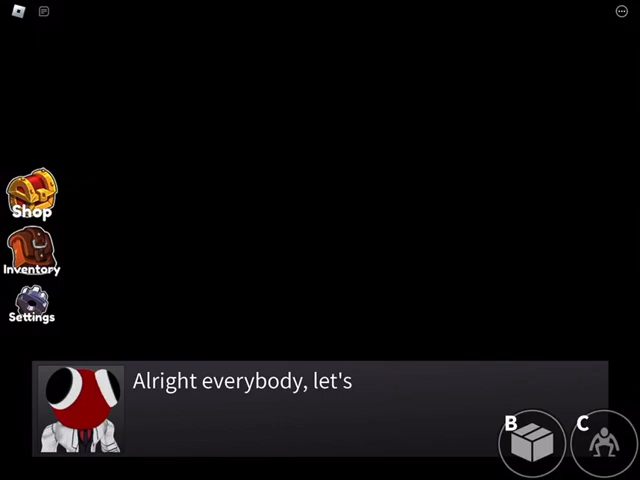 Shop
Inventory
Settings
Alright everybody, let's
B
C